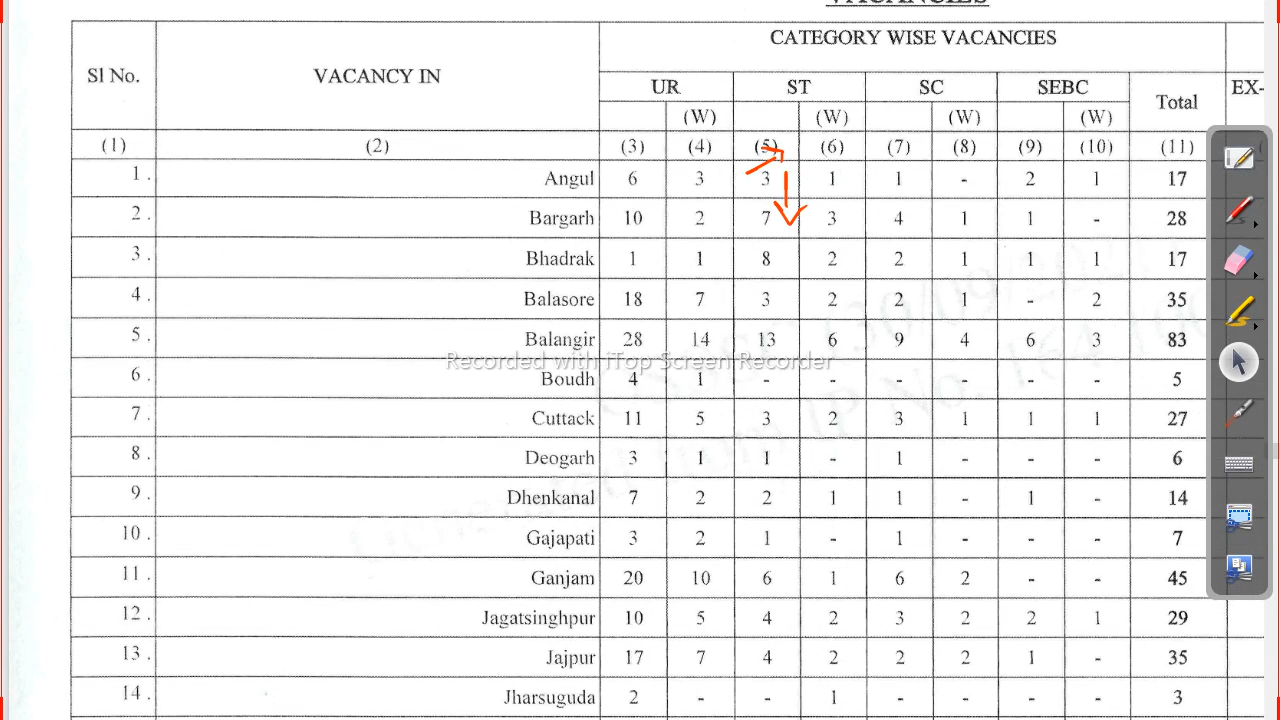 VACANCIES
Sl No. VACANCY IN CATEGORY WISE VACANCIES
UR ST SC SEBC Total EX-
(W) (W) (W) (W)
(1) (2) (3) (4) (5) (6) (7) (8) (9) (10) (11)
1. Angul 6 3 3 1 1 - 2 1 17
2. Bargarh 10 2 7 3 4 1 1 - 28
3. Bhadrak 1 1 8 2 2 1 1 1 17
4. Balasore 18 7 3 2 2 1 - 2 35
5. Balangir 28 14 13 6 9 4 6 3 83
Recorded with iTop Screen Recorder
6. Boudh 4 1 - - - - - - 5
7. Cuttack 11 5 3 2 3 1 1 1 27
8. Deogarh 3 1 1 - 1 - - - 6
9. Dhenkanal 7 2 2 1 1 - 1 - 14
10. Gajapati 3 2 1 - 1 - - - 7
11. Ganjam 20 10 6 1 6 2 - - 45
12. Jagatsinghpur 10 5 4 2 3 2 2 1 29
13. Jajpur 17 7 4 2 2 2 1 - 35
14. Jharsuguda 2 - - 1 - - - - 3